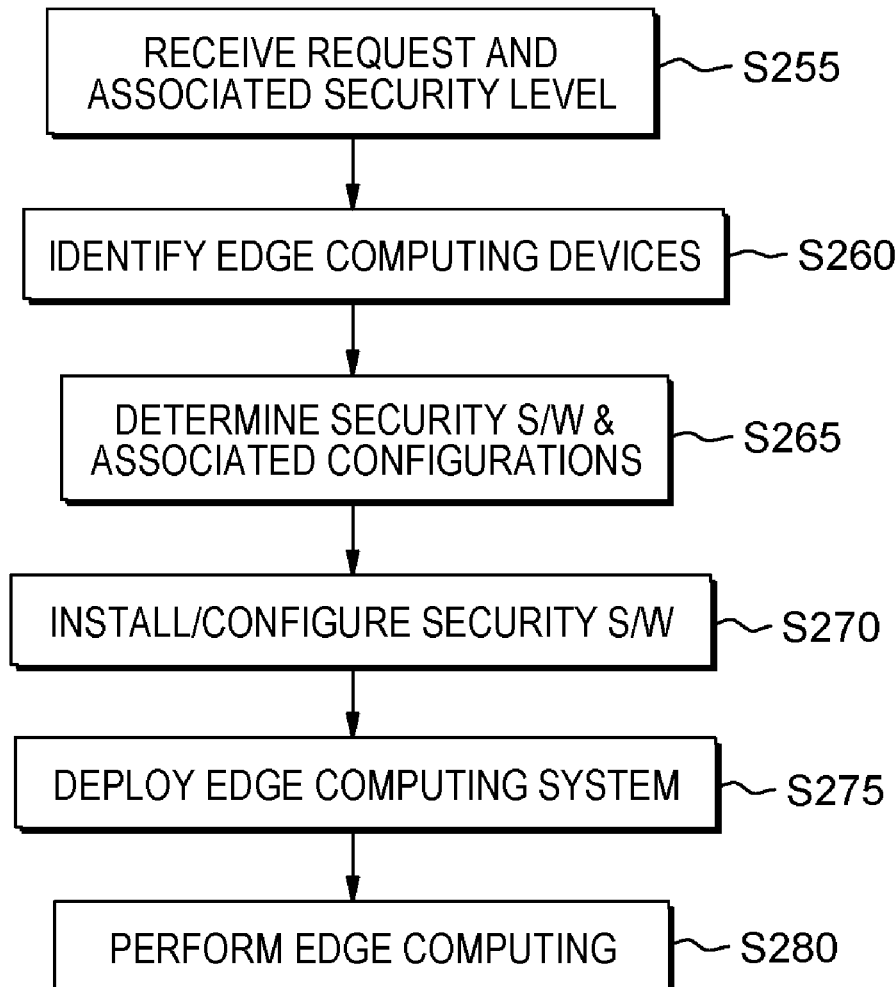 RECEIVE REQUEST AND
ASSOCIATED SECURITY LEVEL
S255
IDENTIFY EDGE COMPUTING DEVICES
S260
DETERMINE SECURITY S/W &
ASSOCIATED CONFIGURATIONS
S265
INSTALL/CONFIGURE SECURITY S/W
S270
DEPLOY EDGE COMPUTING SYSTEM
S275
PERFORM EDGE COMPUTING
S280